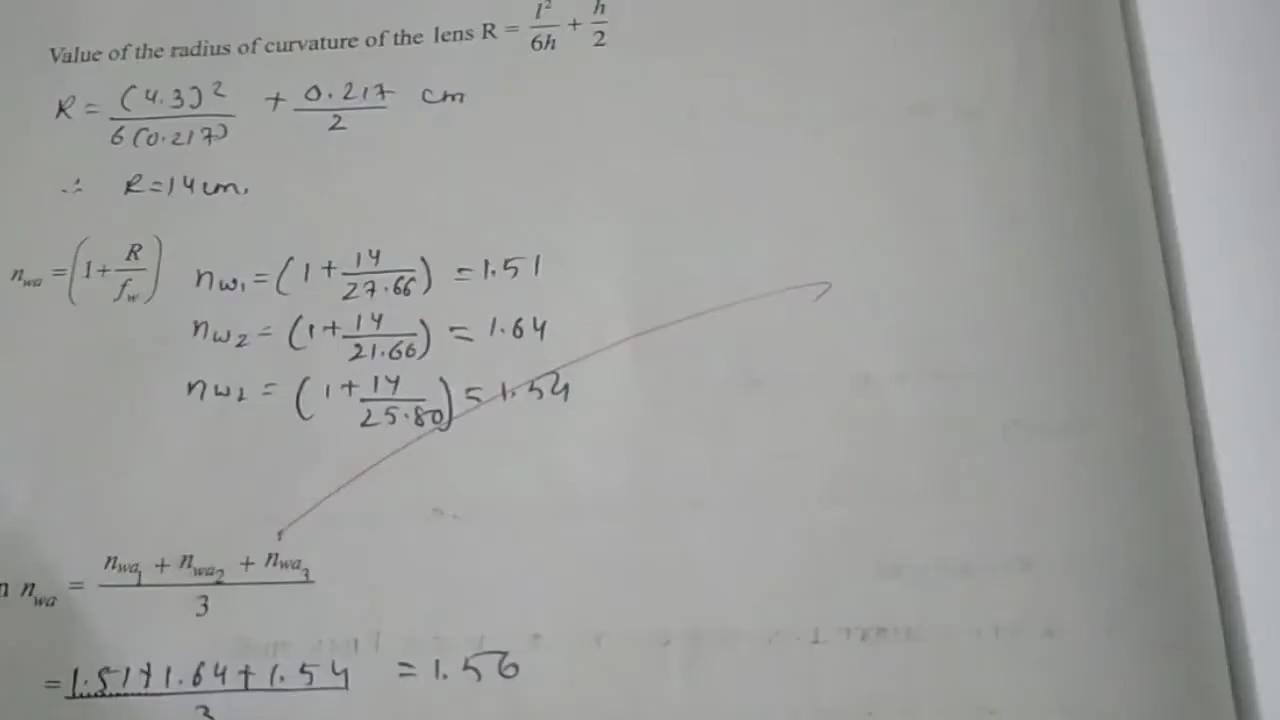 Value of the radius of curvature of the lens R = l²/6h + h/2
R = (4.3)²/6(0.217) + 0.217/2 cm
∴ R=14cm.
n_wa = (1+R/f_w) n_w1 = (1+14/27.66) = 1.51
n_w2 = (1+14/21.66) = 1.64
n_w2 = (1+14/25.80) = 1.54
n_wa = (n_wa1 + n_wa2 + n_wa3)/3
= (1.51+1.64+1.54)/3 = 1.56